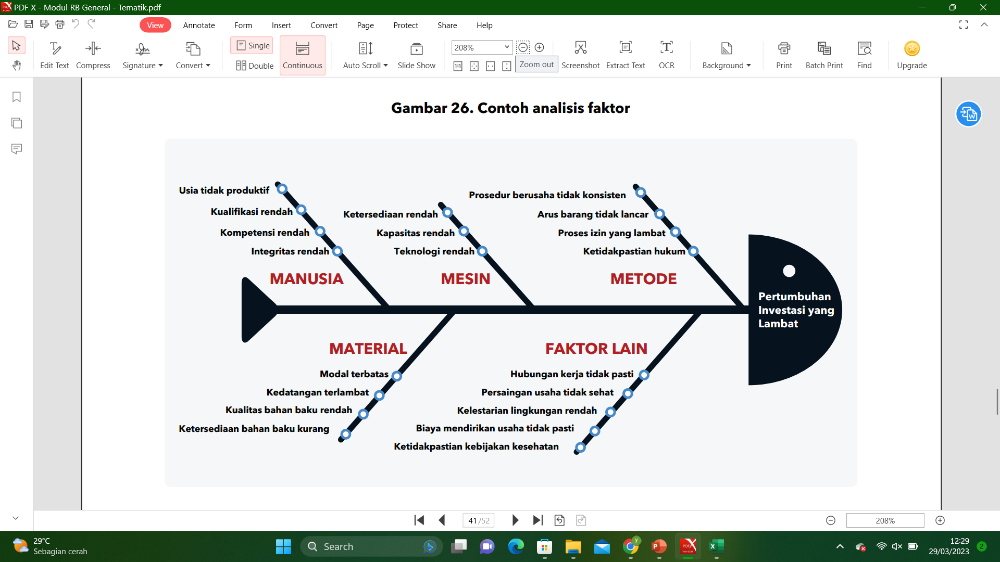 PDF X - Modul RB General - Tematik.pdf
View Annotate Form Insert Convert Page Protect Share Help
Single 208%
Edit Text Compress Signature Convert Double Continuous Auto Scroll Slide Show Zoom out Screenshot Extract Text OCR Background Print Batch Print Find Upgrade
Gambar 26. Contoh analisis faktor
Usia tidak produktif
Kualifikasi rendah
Kompetensi rendah
Integritas rendah
MANUSIA
Ketersediaan rendah
Kapasitas rendah
Teknologi rendah
MESIN
Prosedur berusaha tidak konsisten
Arus barang tidak lancar
Proses izin yang lambat
Ketidakpastian hukum
METODE
Pertumbuhan
Investasi yang
Lambat
MATERIAL
Modal terbatas
Kedatangan terlambat
Kualitas bahan baku rendah
Ketersediaan bahan baku kurang
FAKTOR LAIN
Hubungan kerja tidak pasti
Persaingan usaha tidak sehat
Kelestarian lingkungan rendah
Biaya mendirikan usaha tidak pasti
Ketidakpastian kebijakan kesehatan
41 /52
208%
29°C
Sebagian cerah
Search
12:29
29/03/2023
2